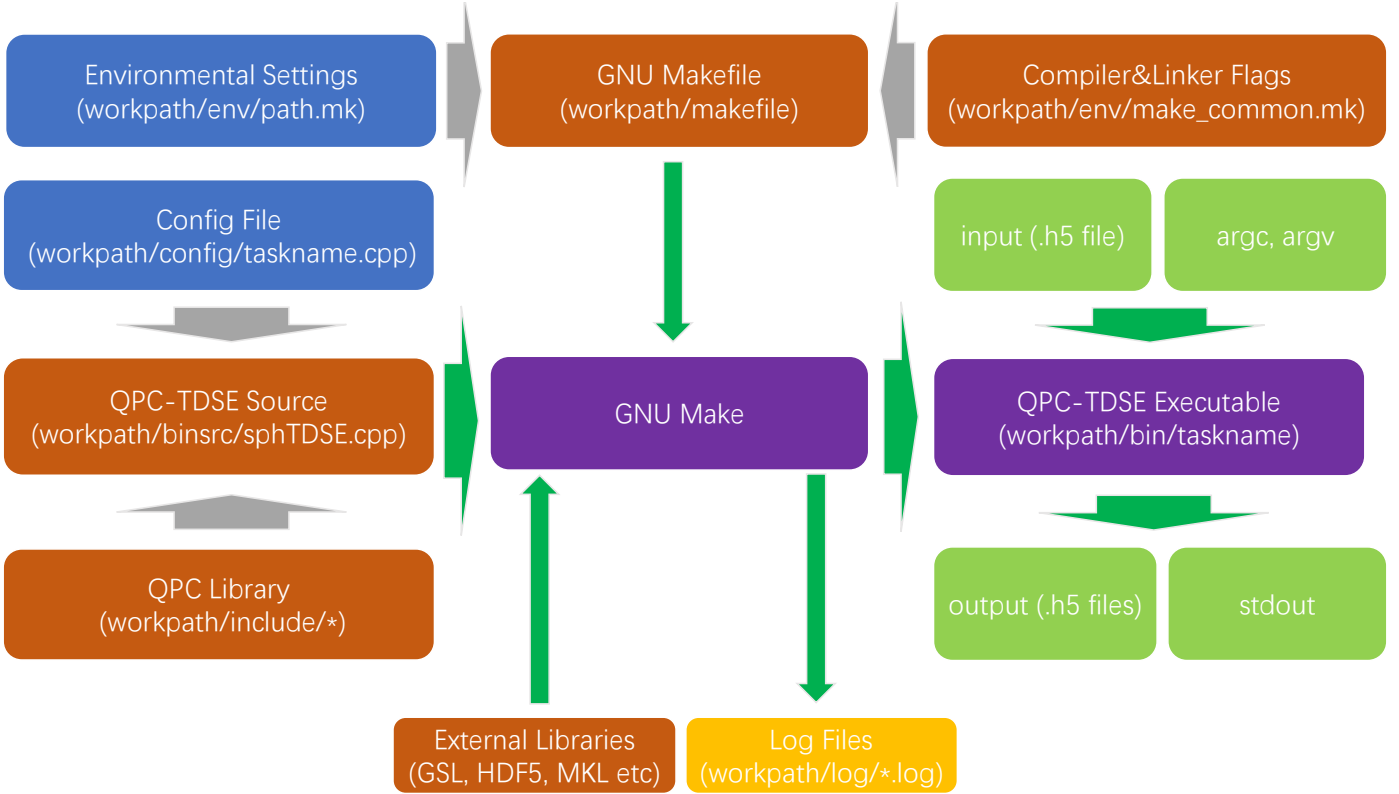 Environmental Settings
(workpath/env/path.mk)
GNU Makefile
(workpath/makefile)
Compiler&Linker Flags
(workpath/env/make_common.mk)
Config File
(workpath/config/taskname.cpp)
input (.h5 file)
argc, argv
QPC-TDSE Source
(workpath/binsrc/sphTDSE.cpp)
GNU Make
QPC-TDSE Executable
(workpath/bin/taskname)
QPC Library
(workpath/include/*)
output (.h5 files)
stdout
External Libraries
(GSL, HDF5, MKL etc)
Log Files
(workpath/log/*.log)